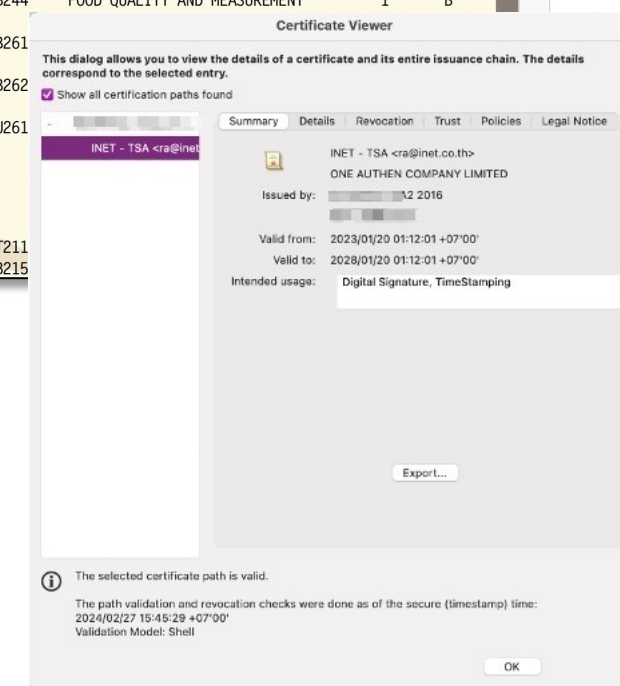 3244 FOOD QUALITY AND MEASUREMENT 1 B
Certificate Viewer
3261
This dialog allows you to view the details of a certificate and its entire issuance chain. The details
correspond to the selected entry.
3262
Show all certification paths found
J261
Summary Details Revocation Trust Policies Legal Notice
INET - TSA <ra@inet
INET - TSA <ra@inet.co.th>
ONE AUTHEN COMPANY LIMITED
Issued by: A2 2016
Valid from: 2023/01/20 01:12:01 +07'00'
Valid to: 2028/01/20 01:12:01 +07'00'
T211
3215
Intended usage: Digital Signature, TimeStamping
Export...
The selected certificate path is valid.
The path validation and revocation checks were done as of the secure (timestamp) time:
2024/02/27 15:45:29 +07'00'
Validation Model: Shell
OK